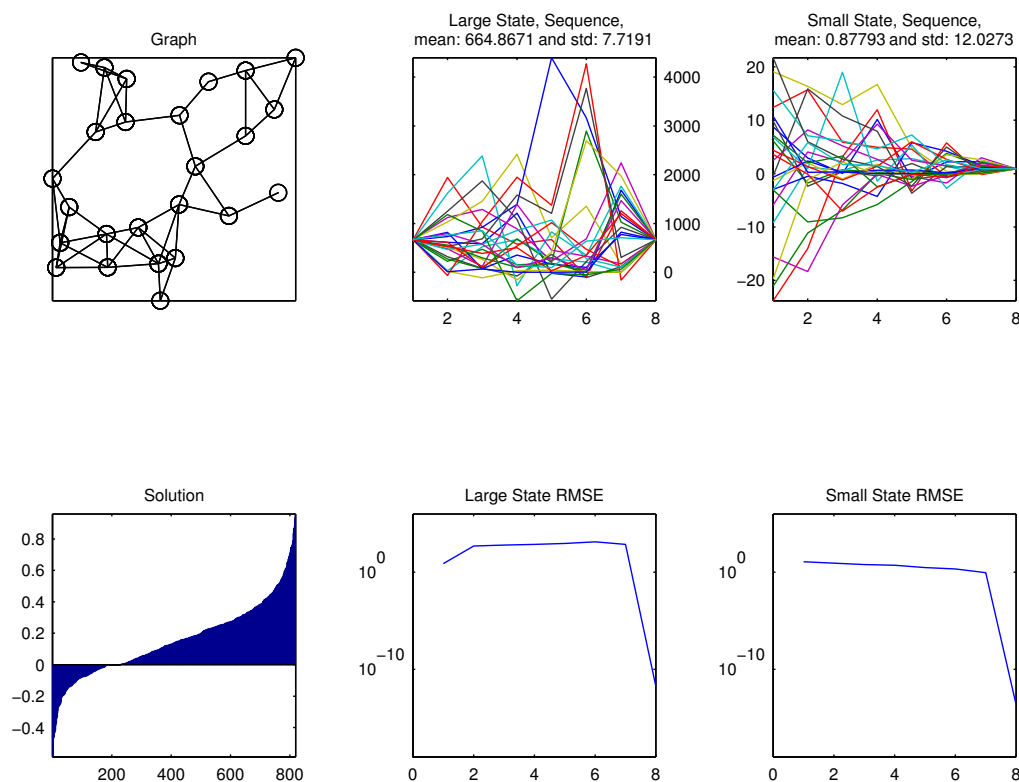 Graph
Large State, Sequence,
mean: 664.8671 and std: 7.7191
4000
3000
2000
1000
0
2 4 6 8
Small State, Sequence,
mean: 0.87793 and std: 12.0273
20
10
0
−10
−20
2 4 6 8
Solution
0.8
0.6
0.4
0.2
0
−0.2
−0.4
200 400 600 800
Large State RMSE
10^0
10^−10
0 2 4 6 8
Small State RMSE
10^0
10^−10
0 2 4 6 8